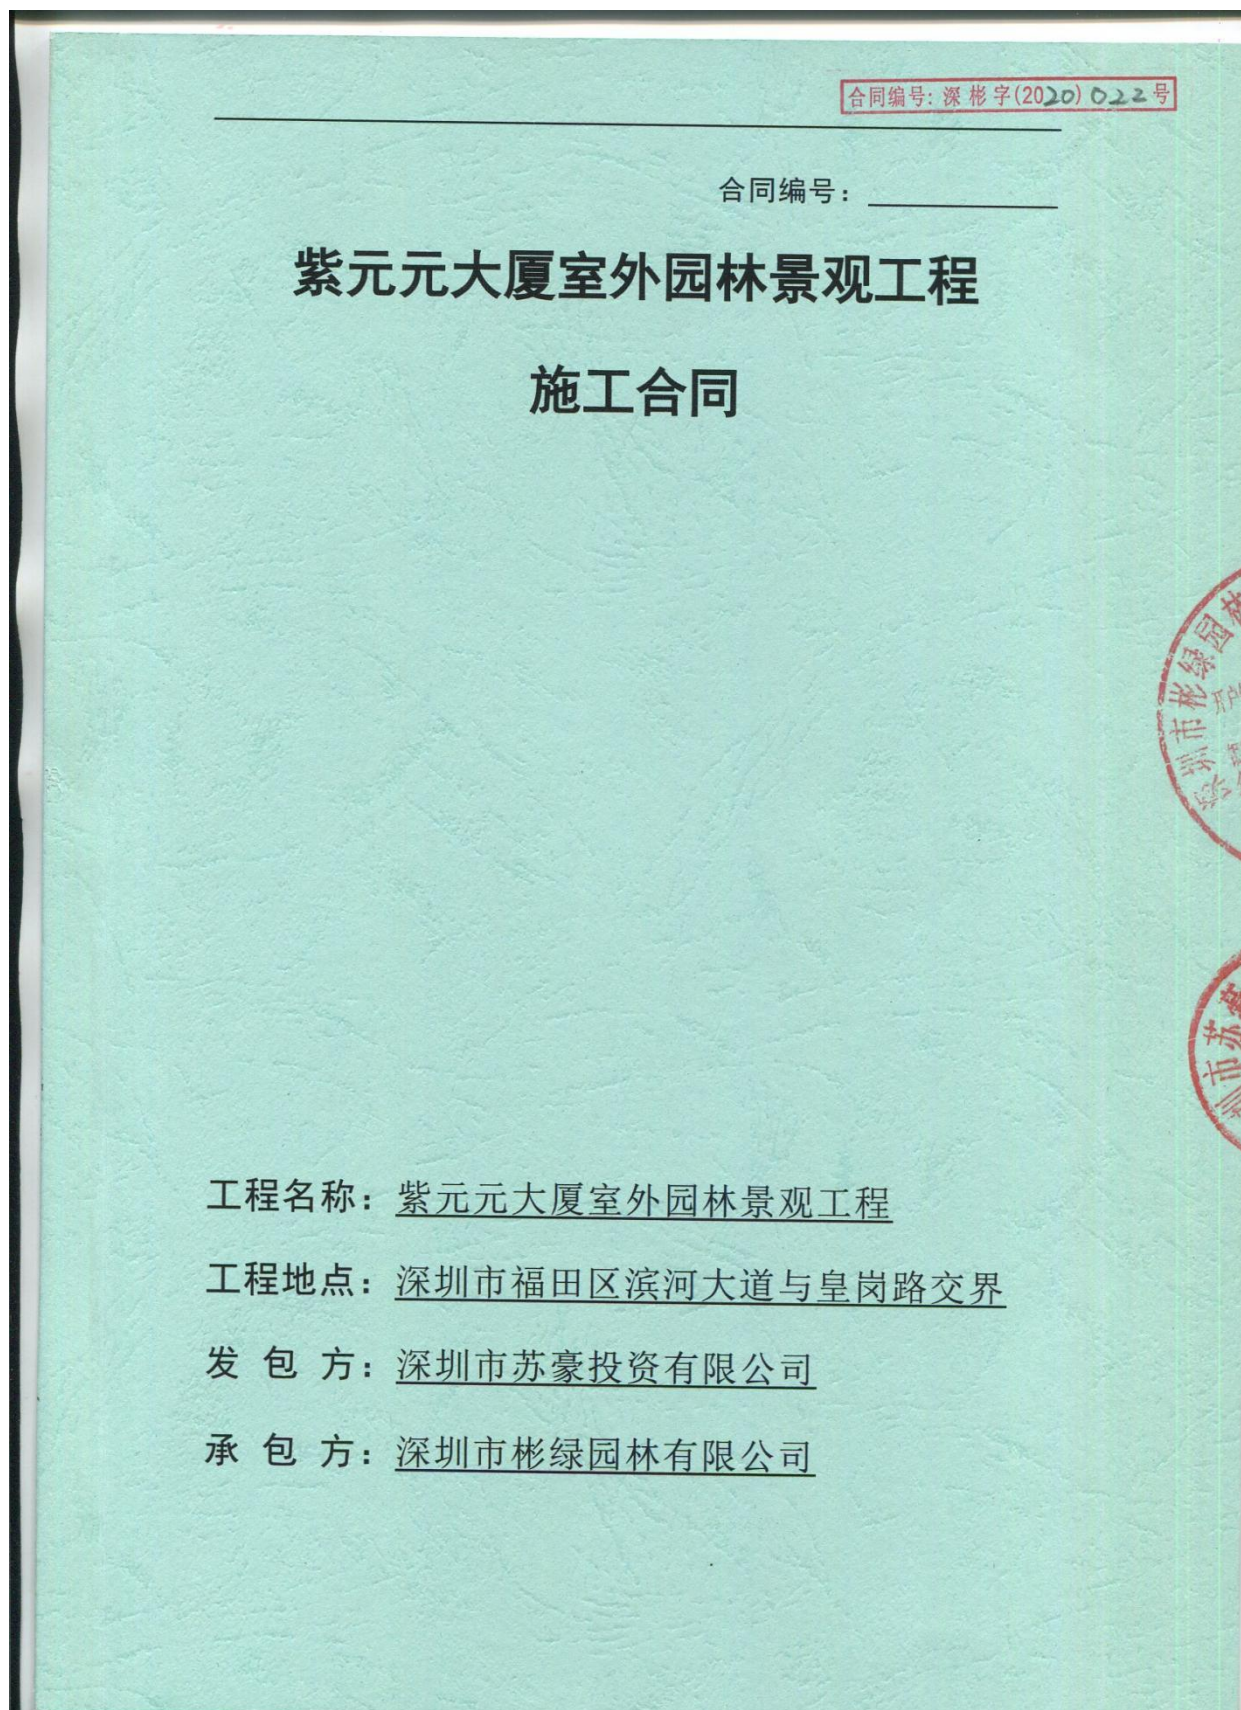 合同编号: 深彬字(2020)022号
合同编号：
紫元元大厦室外园林景观工程
施工合同
深圳市彬绿园林
开户
市苏豪
工程名称：紫元元大厦室外园林景观工程
工程地点：深圳市福田区滨河大道与皇岗路交界
发包方：深圳市苏豪投资有限公司
承包方：深圳市彬绿园林有限公司